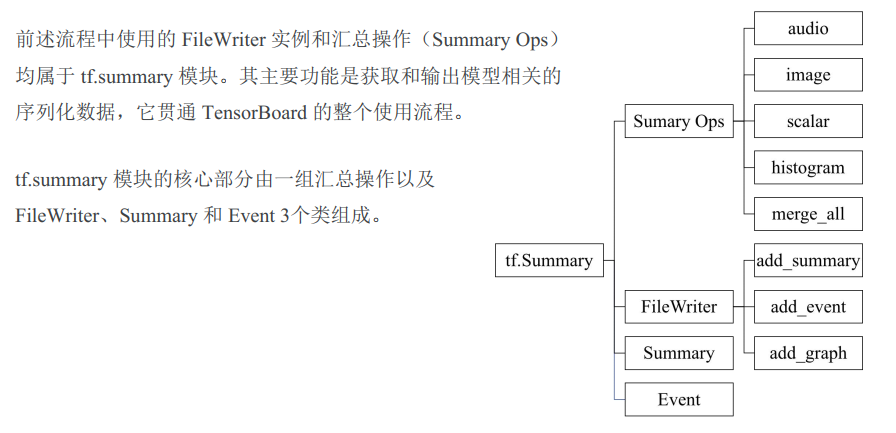 前述流程中使用的 FileWriter 实例和汇总操作（Summary Ops）
均属于 tf.summary 模块。其主要功能是获取和输出模型相关的
序列化数据，它贯通 TensorBoard 的整个使用流程。
tf.summary 模块的核心部分由一组汇总操作以及
FileWriter、Summary 和 Event 3个类组成。
tf.Summary
Sumary Ops
audio
image
scalar
histogram
merge_all
FileWriter
add_summary
add_event
add_graph
Summary
Event